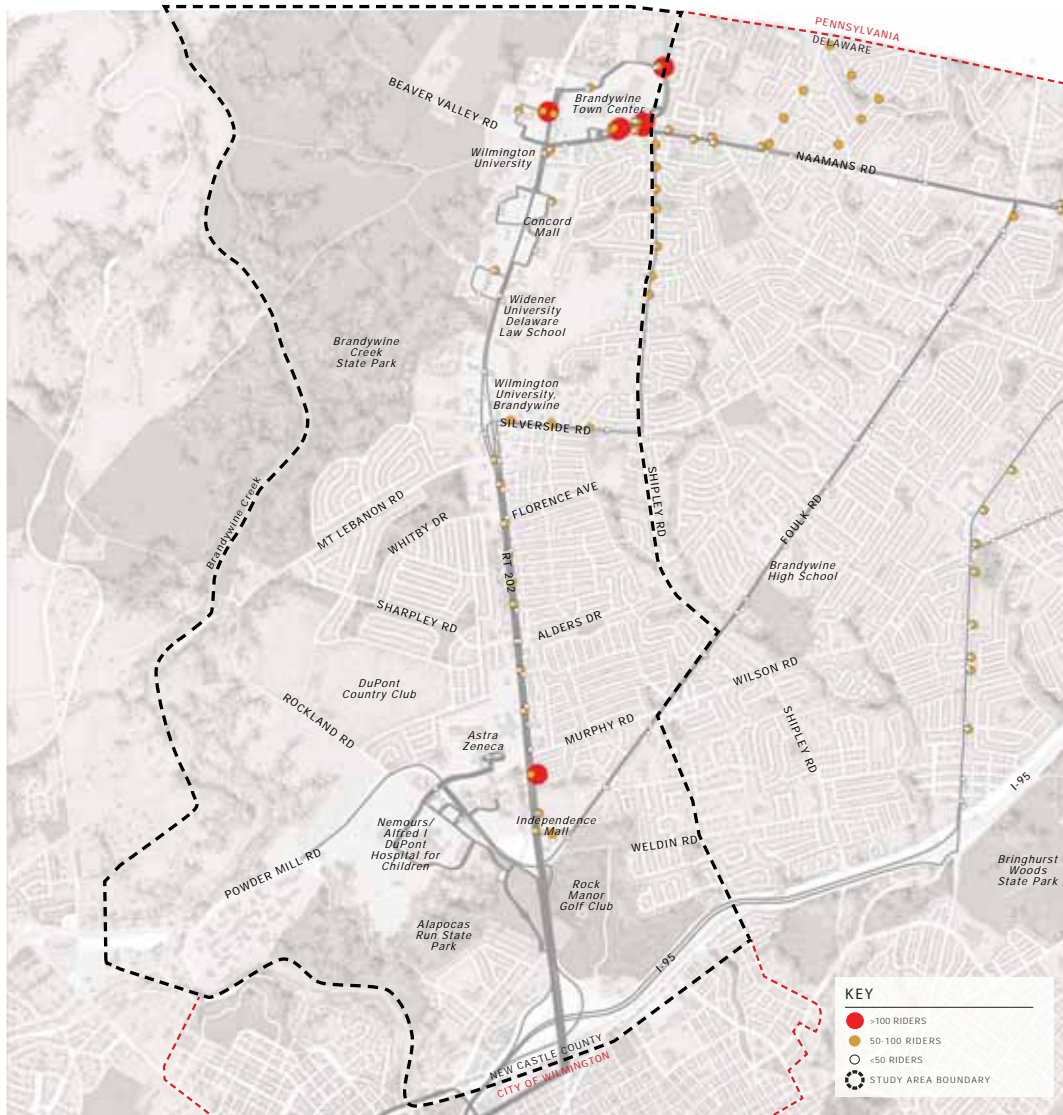 PENNSYLVANIA
DELAWARE
BEAVER VALLEY RD
Brandywine
Town Center
Wilmington
University
NAAMANS RD
Concord
Mall
Widener
University
Delaware
Law School
Brandywine
Creek
State Park
Wilmington
University,
Brandywine
SILVERSIDE RD
SHIPLEY RD
FLORENCE AVE
MT LEBANON RD
WHITBY DR
Brandywine Creek
FOULK RD
RT 202
Brandywine
High School
SHARPLEY RD
ALDERS DR
WILSON RD
DuPont
Country Club
ROCKLAND RD
SHIPLEY RD
MURPHY RD
Astra
Zeneca
I-95
Independence
Mall
Nemours/
Alfred I
DuPont
Hospital for
Children
WELDIN RD
POWDER MILL RD
Bringhurst
Woods
State Park
Rock
Manor
Golf Club
Alapocas
Run State
Park
I-95
NEW CASTLE COUNTY
CITY OF WILMINGTON
KEY
>100 RIDERS
50-100 RIDERS
<50 RIDERS
STUDY AREA BOUNDARY